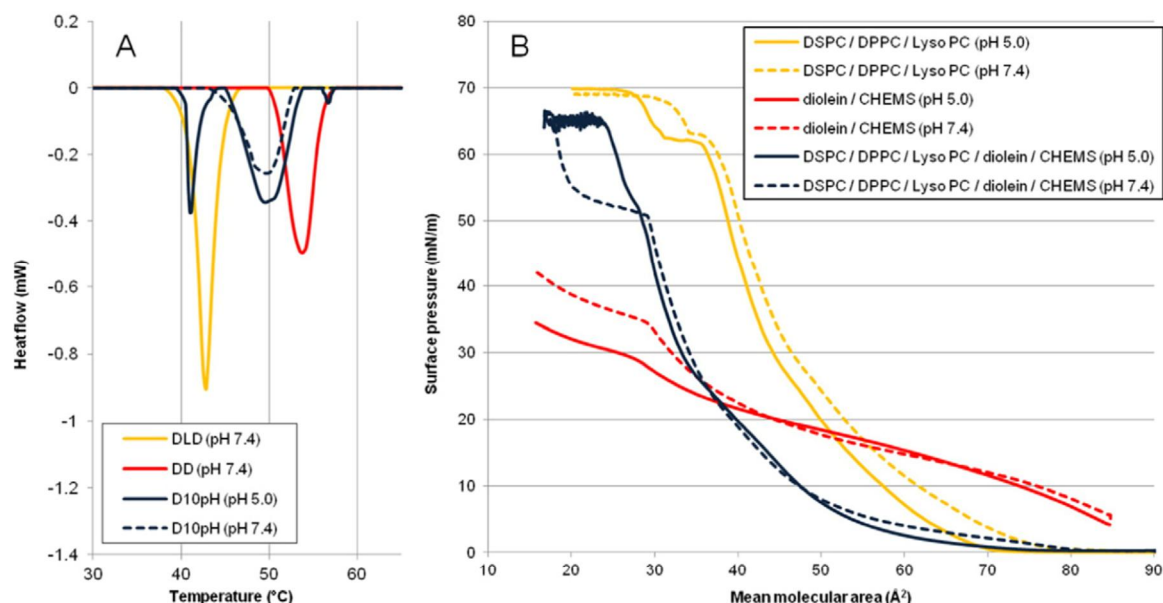 A
0.2
0
-0.2
-0.4
-0.6
-0.8
-1
-1.2
-1.4
Heat flow (mW)
DLD (pH 7.4)
DD (pH 7.4)
D10pH (pH 5.0)
D10pH (pH 7.4)
30
40
50
60
Temperature (°C)
B
80
70
60
50
40
30
20
10
0
Surface pressure (mN/m)
DSPC / DPPC / Lyso PC (pH 5.0)
DSPC / DPPC / Lyso PC (pH 7.4)
diolein / CHEMS (pH 5.0)
diolein / CHEMS (pH 7.4)
DSPC / DPPC / Lyso PC / diolein / CHEMS (pH 5.0)
DSPC / DPPC / Lyso PC / diolein / CHEMS (pH 7.4)
10
20
30
40
50
60
70
80
90
Mean molecular area (Å²)